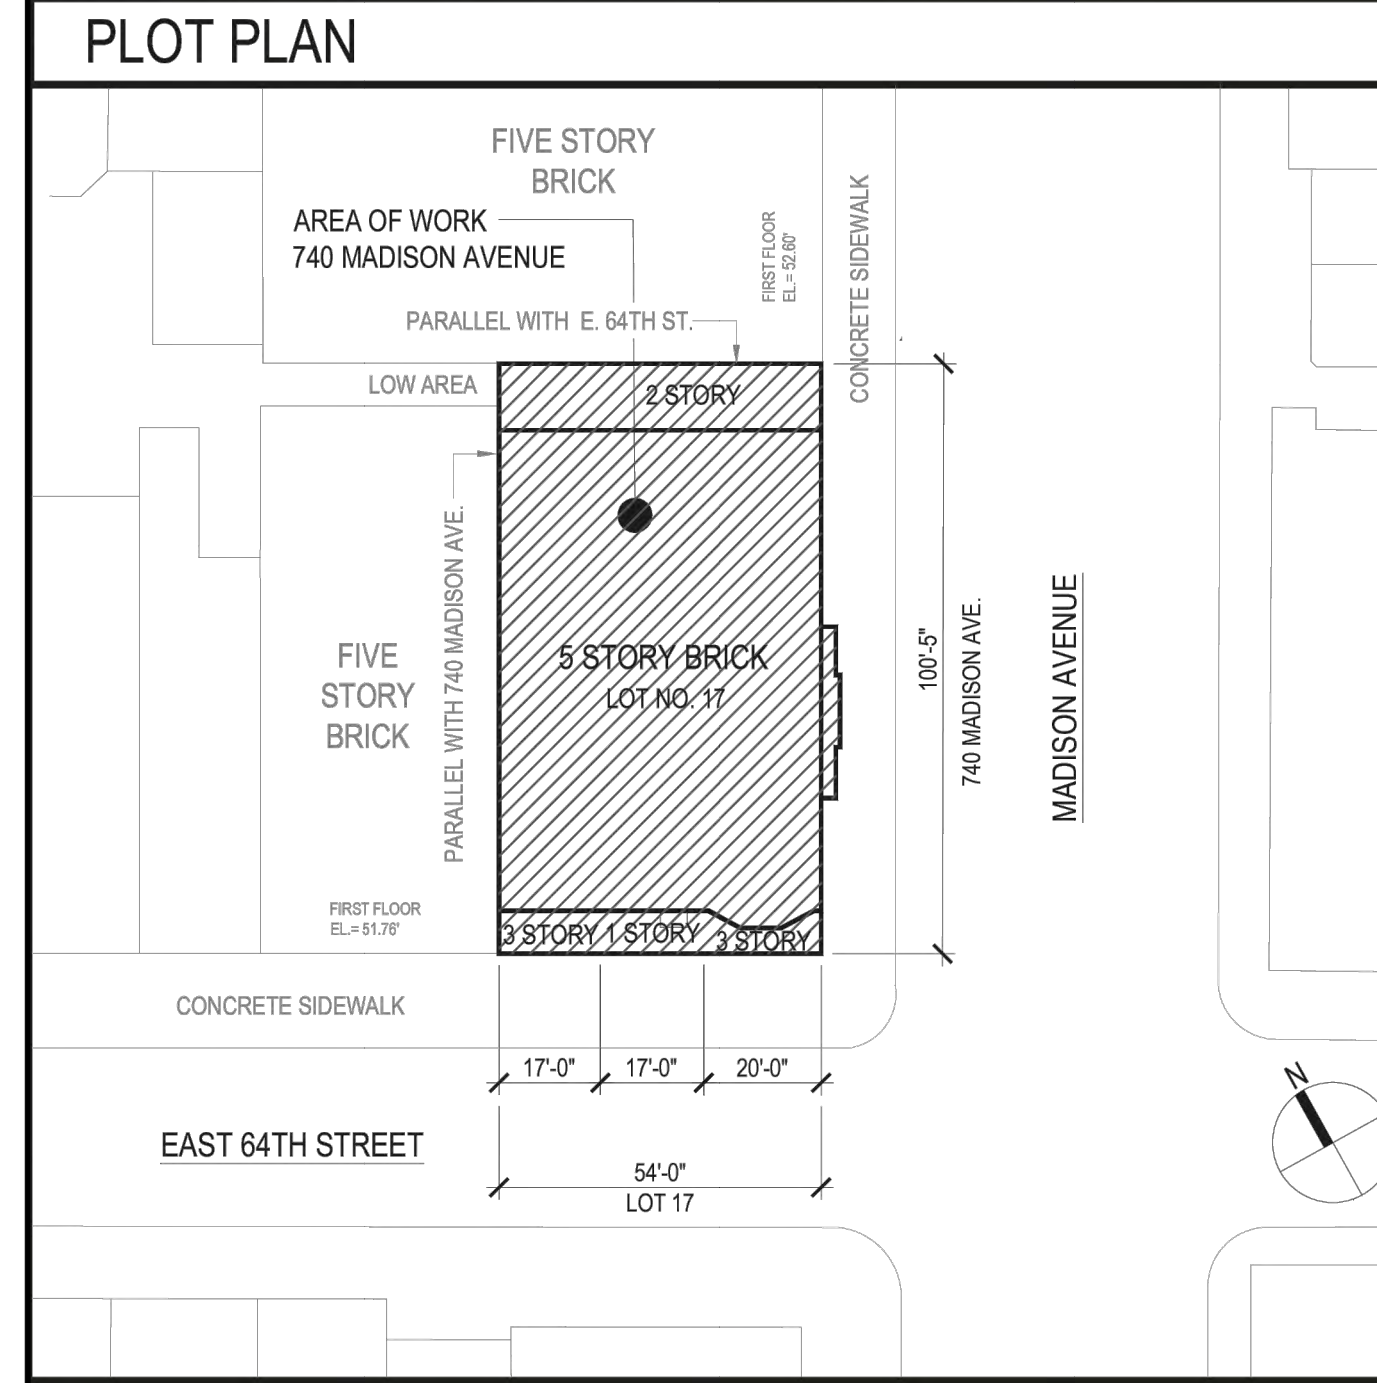 PLOT PLAN
FIVE STORY
BRICK
AREA OF WORK
740 MADISON AVENUE
FIRST FLOOR
EL.= 52.60'
CONCRETE SIDEWALK
PARALLEL WITH E. 64TH ST.
LOW AREA
2 STORY
PARALLEL WITH 740 MADISON AVE.
FIVE
STORY
BRICK
5 STORY BRICK
LOT NO. 17
100'-5"
740 MADISON AVE.
MADISON AVENUE
FIRST FLOOR
EL.= 51.76'
3 STORY
1 STORY
3 STORY
CONCRETE SIDEWALK
17'-0"
17'-0"
20'-0"
N
EAST 64TH STREET
54'-0"
LOT 17